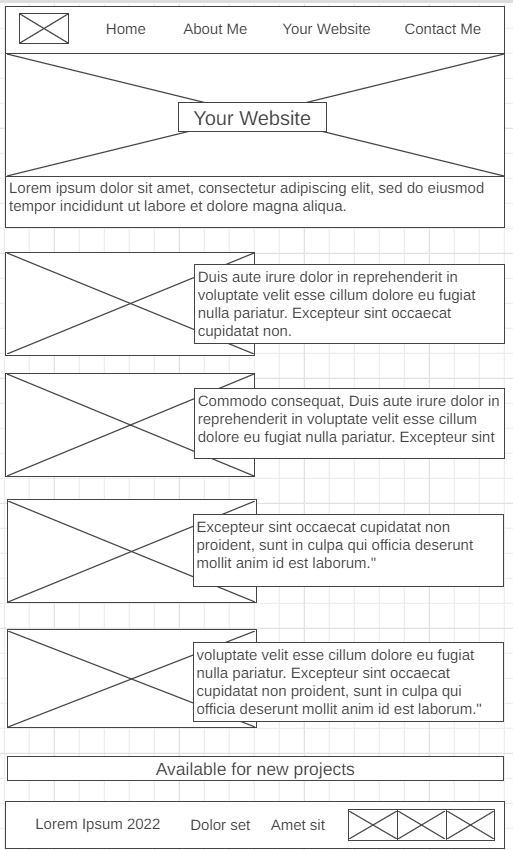 Home About Me Your Website Contact Me
Your Website
Lorem ipsum dolor sit amet, consectetur adipiscing elit, sed do eiusmod
tempor incididunt ut labore et dolore magna aliqua.
Duis aute irure dolor in reprehenderit in
voluptate velit esse cillum dolore eu fugiat
nulla pariatur. Excepteur sint occaecat
cupidatat non.
Commodo consequat, Duis aute irure dolor in
reprehenderit in voluptate velit esse cillum
dolore eu fugiat nulla pariatur. Excepteur sint
Excepteur sint occaecat cupidatat non
proident, sunt in culpa qui officia deserunt
mollit anim id est laborum."
voluptate velit esse cillum dolore eu fugiat
nulla pariatur. Excepteur sint occaecat
cupidatat non proident, sunt in culpa qui
officia deserunt mollit anim id est laborum."
Available for new projects
Lorem Ipsum 2022 Dolor set Amet sit